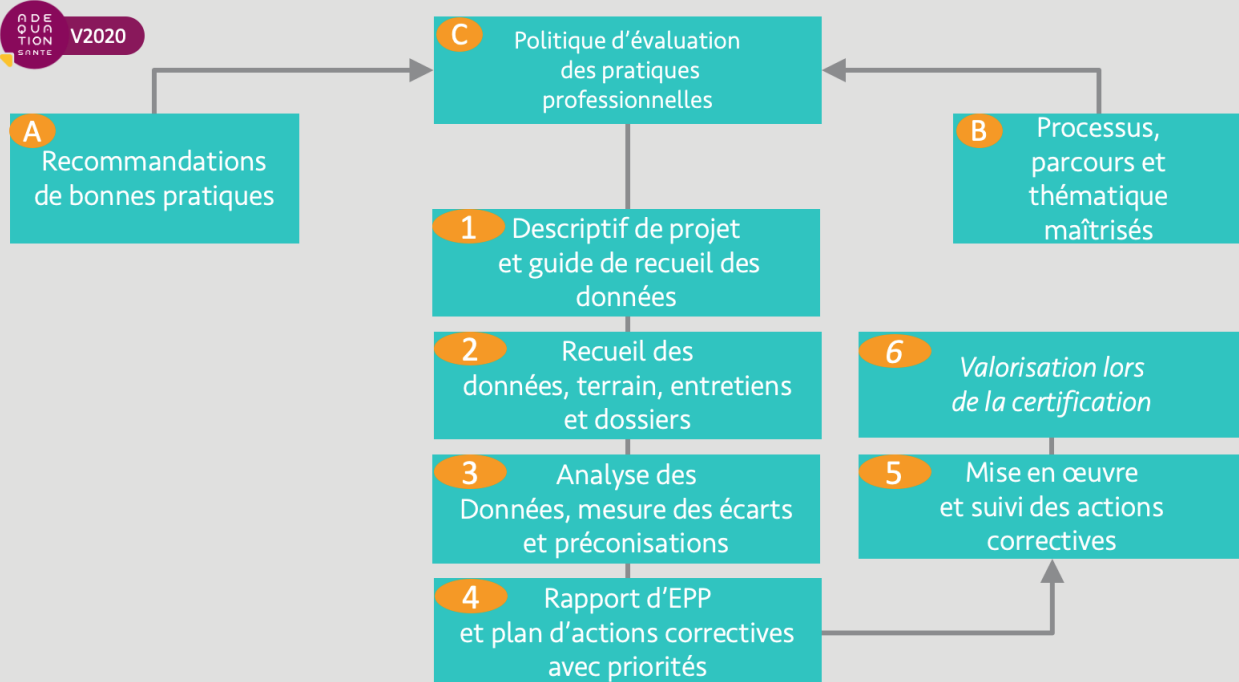 ADE
QUA
TION
SANTE
V2020
C
Politique d’évaluation
des pratiques
professionnelles
A
Recommandations
de bonnes pratiques
B
Processus,
parcours et
thématique
maîtrisés
1
Descriptif de projet
et guide de recueil des
données
2
Recueil des
données, terrain, entretiens
et dossiers
3
Analyse des
Données, mesure des écarts
et préconisations
4
Rapport d’EPP
et plan d’actions correctives
avec priorités
6
Valorisation lors
de la certification
5
Mise en œuvre
et suivi des actions
correctives